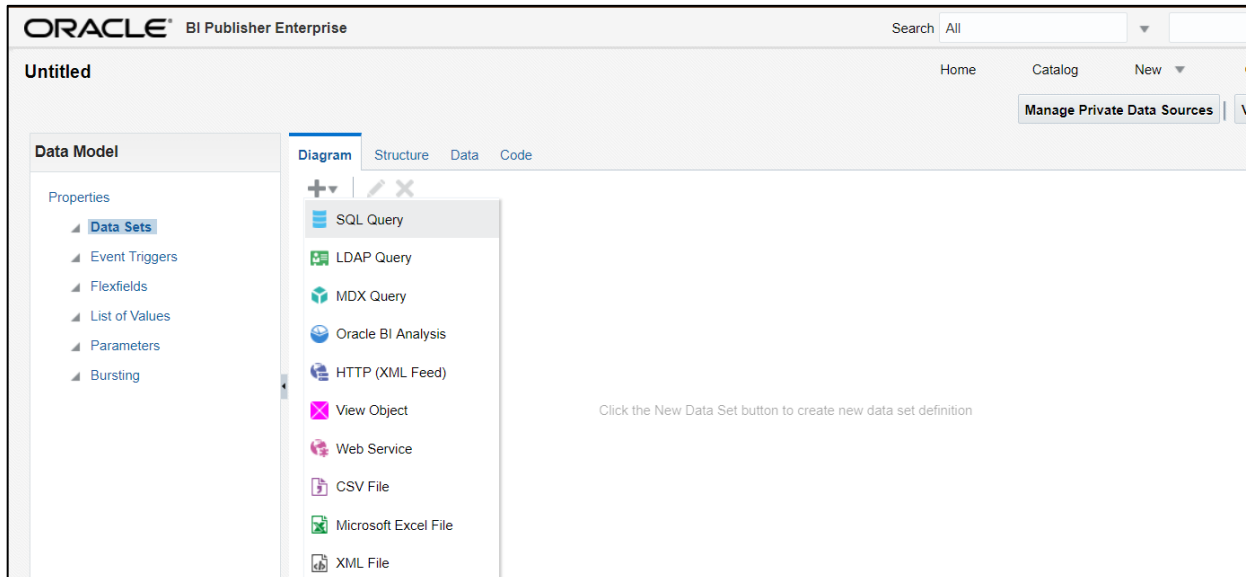 ORACLE® BI Publisher Enterprise Search All
Untitled Home Catalog New
Manage Private Data Sources
Data Model
Diagram Structure Data Code
Properties
Data Sets
Event Triggers
Flexfields
List of Values
Parameters
Bursting
SQL Query
LDAP Query
MDX Query
Oracle BI Analysis
HTTP (XML Feed)
View Object
Web Service
CSV File
Microsoft Excel File
XML File
Click the New Data Set button to create new data set definition